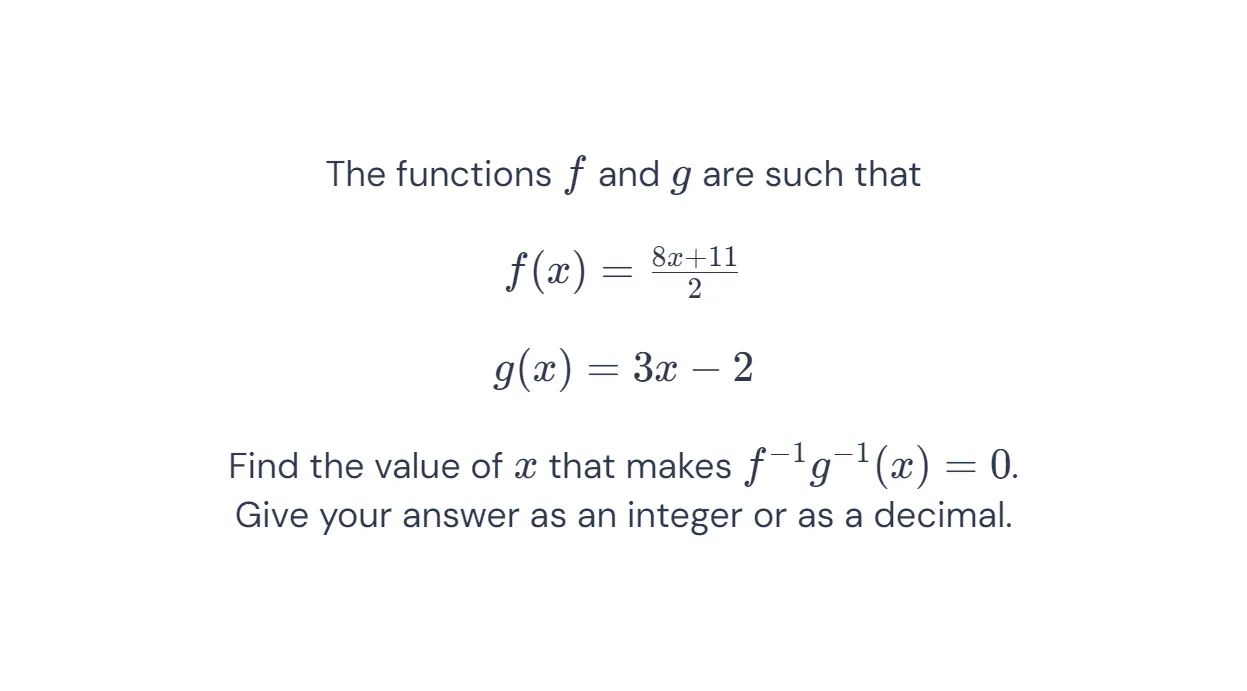 The functions f and g are such that
f(x) = \frac{8x+11}{2}
g(x) = 3x − 2
Find the value of x that makes f^{-1}g^{-1}(x) = 0.
Give your answer as an integer or as a decimal.